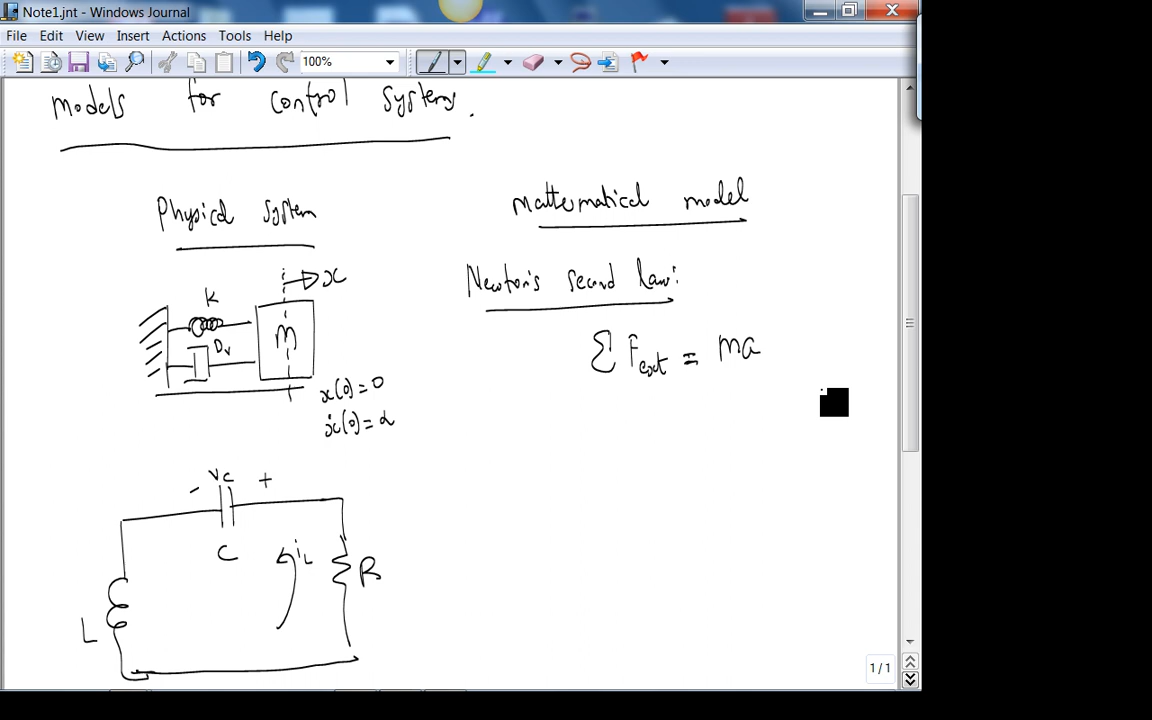 Note1.jnt - Windows Journal
File Edit View Insert Actions Tools Help
100%
Models for Control Systems.
Physical System
Mathematical model
Newton's second law:
Σ Fext = ma
x
K
Dv
M
x(0)=0
ẋ(0)=α
- Vc +
C
iL
R
L
1 / 1